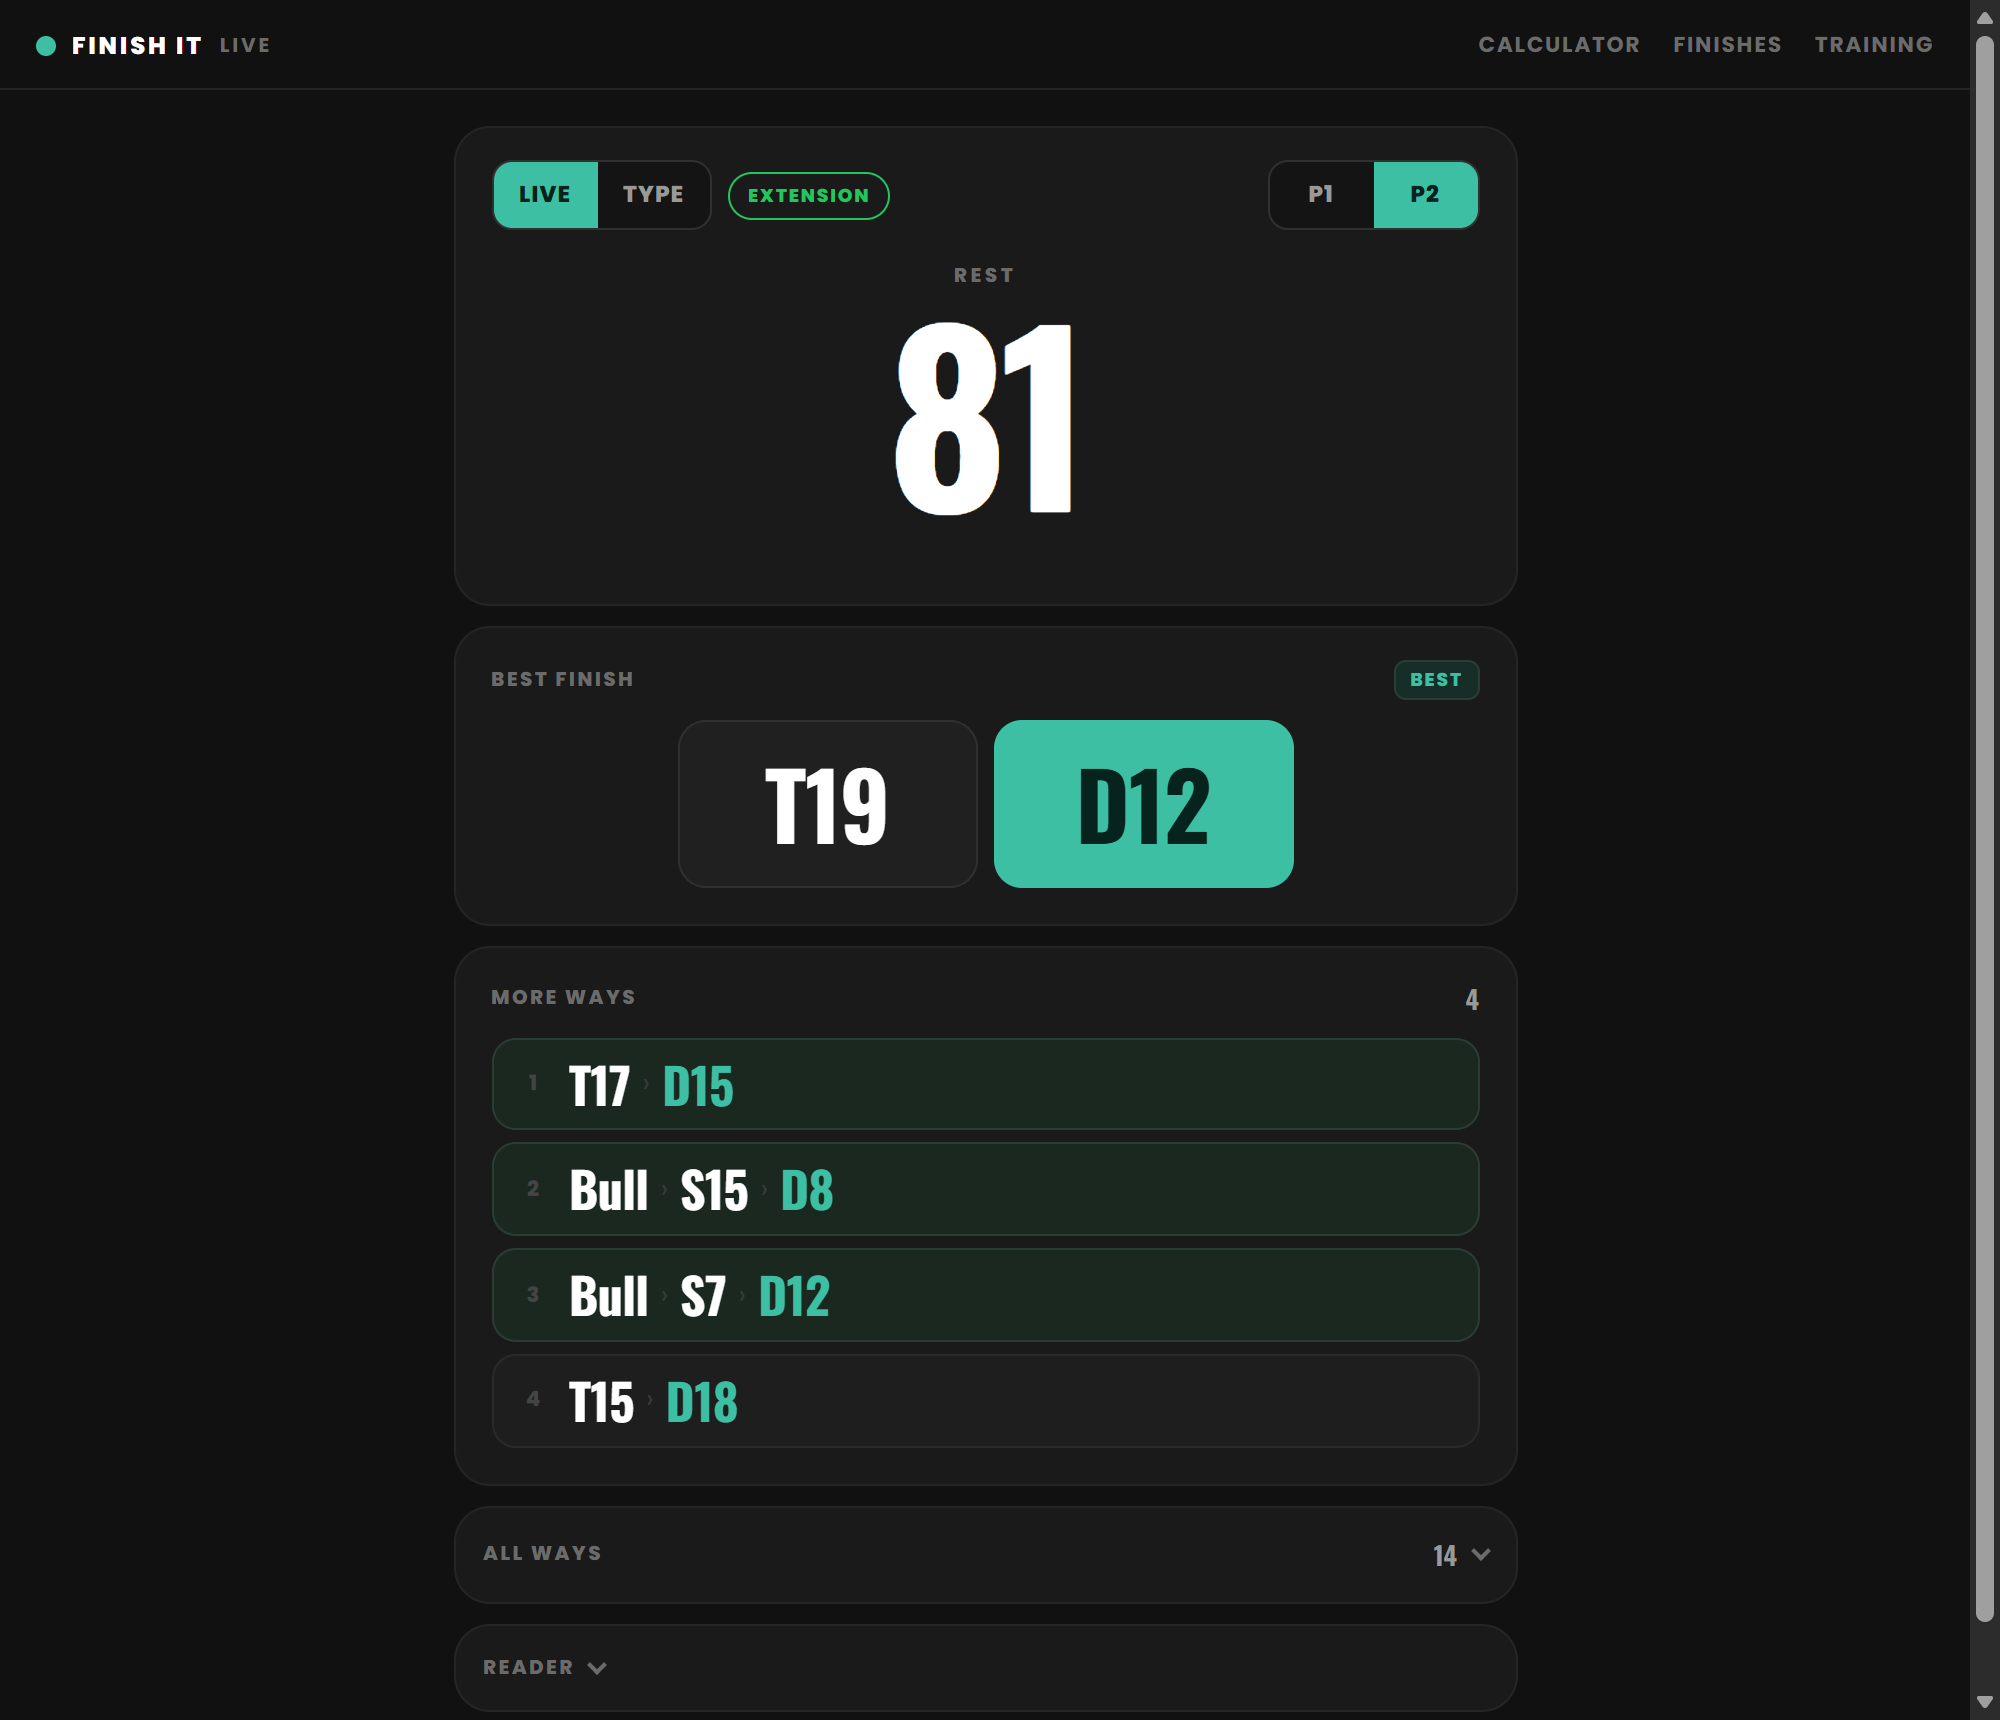 FINISH IT LIVE CALCULATOR FINISHES TRAINING
LIVE TYPE EXTENSION P1 P2
REST
81
BEST FINISH BEST
T19 D12
MORE WAYS 4
1 T17 › D15
2 Bull › S15 › D8
3 Bull › S7 › D12
4 T15 › D18
ALL WAYS 14
READER